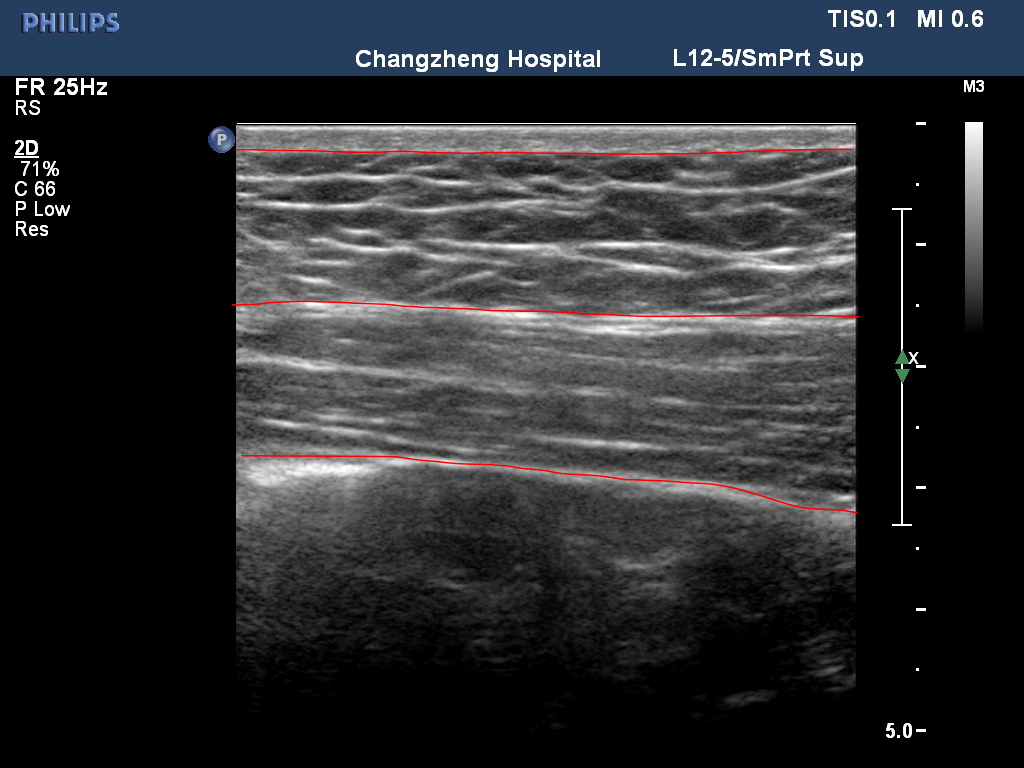 PHILIPS
TIS0.1 MI 0.6
Changzheng Hospital
L12-5/SmPrt Sup
FR 25Hz
RS
M3
P
2D
71%
C 66
P Low
Res
X
5.0